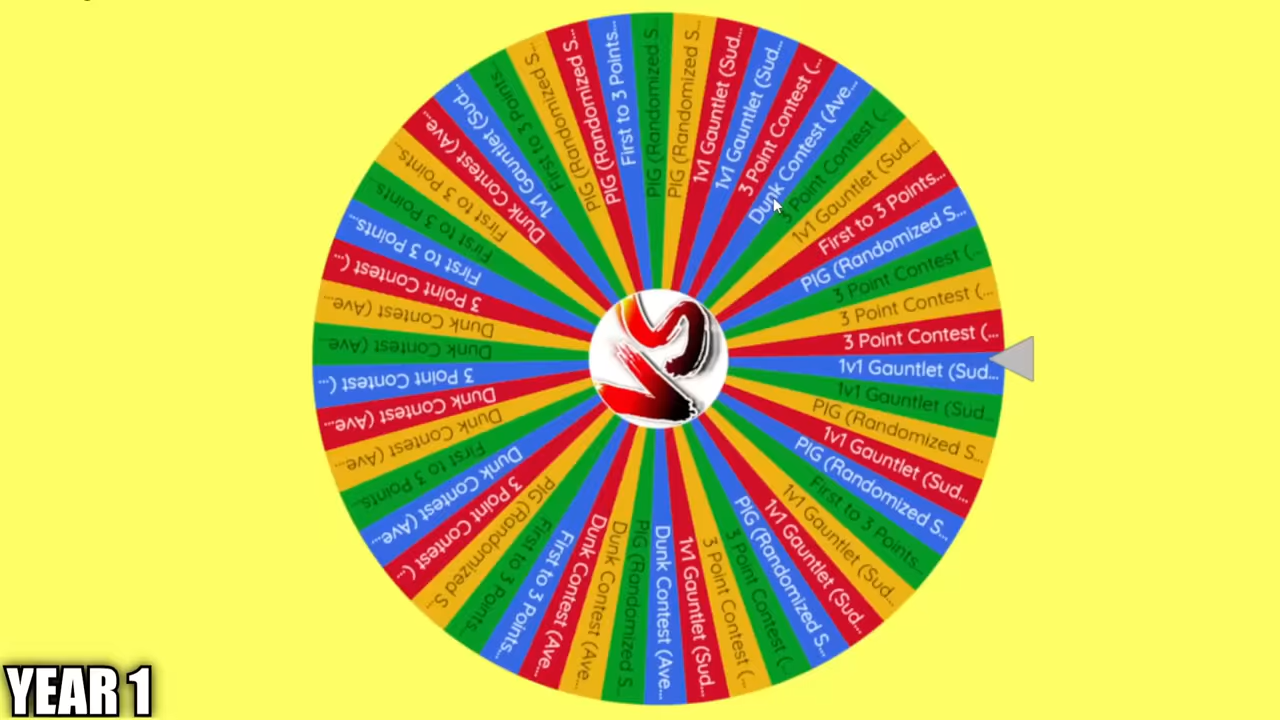 PIG (Randomized S...
PIG (Randomized S...
1v1 Gauntlet (Sud...
1v1 Gauntlet (Sud...
3 Point Contest (...
Dunk Contest (Ave...
3 Point Contest (...
1v1 Gauntlet (Sud...
First to 3 Points...
PIG (Randomized S...
3 Point Contest (...
3 Point Contest (...
3 Point Contest (...
1v1 Gauntlet (Sud...
1v1 Gauntlet (Sud...
PIG (Randomized S...
1v1 Gauntlet (Sud...
PIG (Randomized S...
First to 3 Points...
1v1 Gauntlet (Sud...
1v1 Gauntlet (Sud...
PIG (Randomized S...
3 Point Contest (...
3 Point Contest (...
1v1 Gauntlet (Sud...
Dunk Contest (Ave...
PIG (Randomized S...
Dunk Contest (Ave...
Dunk Contest (Ave...
First to 3 Points...
First to 3 Points...
PIG (Randomized S...
3 Point Contest (...
Dunk Contest (Ave...
First to 3 Points...
Dunk Contest (Ave...
Dunk Contest (Ave...
3 Point Contest (...
Dunk Contest (Ave...
Dunk Contest (Ave...
3 Point Contest (...
First to 3 Points...
First to 3 Points...
First to 3 Points...
Dunk Contest (Ave...
1v1 Gauntlet (Sud...
First to 3 Points...
PIG (Randomized S...
PIG (Randomized S...
First to 3 Points...
YEAR 1